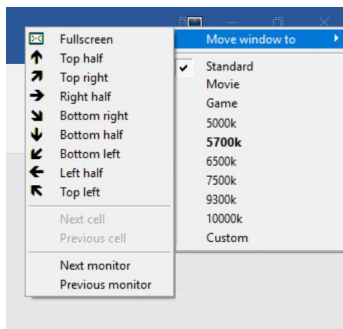 Fullscreen
Top half
Top right
Right half
Bottom right
Bottom half
Bottom left
Left half
Top left
Next cell
Previous cell
Next monitor
Previous monitor
Move window to
Standard
Movie
Game
5000k
5700k
6500k
7500k
9300k
10000k
Custom